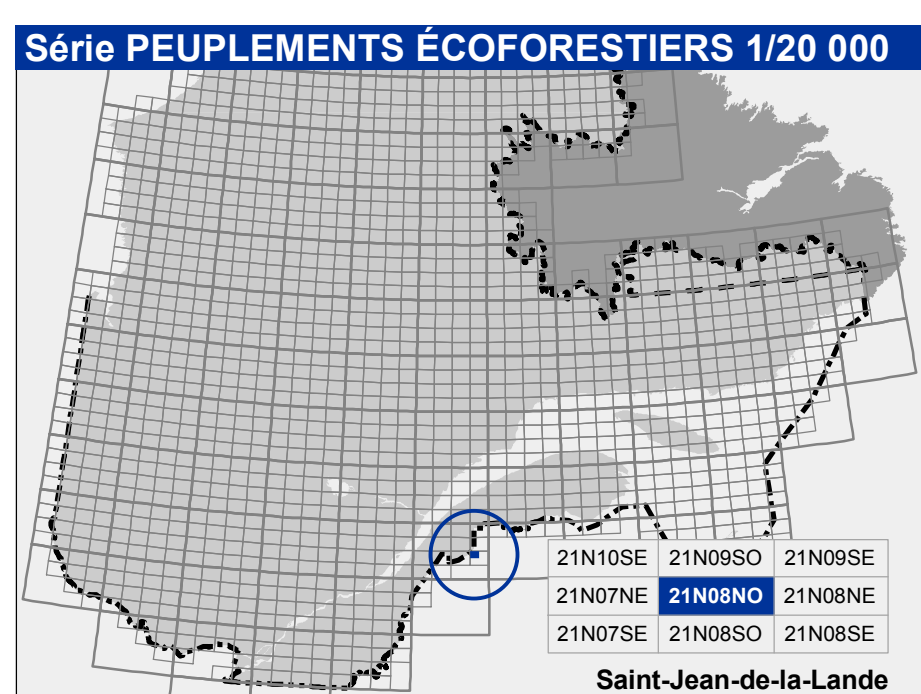 Série PEUPLEMENTS ÉCOFORESTIERS 1/20 000
21N10SE 21N09SO 21N09SE
21N07NE 21N08NO 21N08NE
21N07SE 21N08SO 21N08SE
Saint-Jean-de-la-Lande